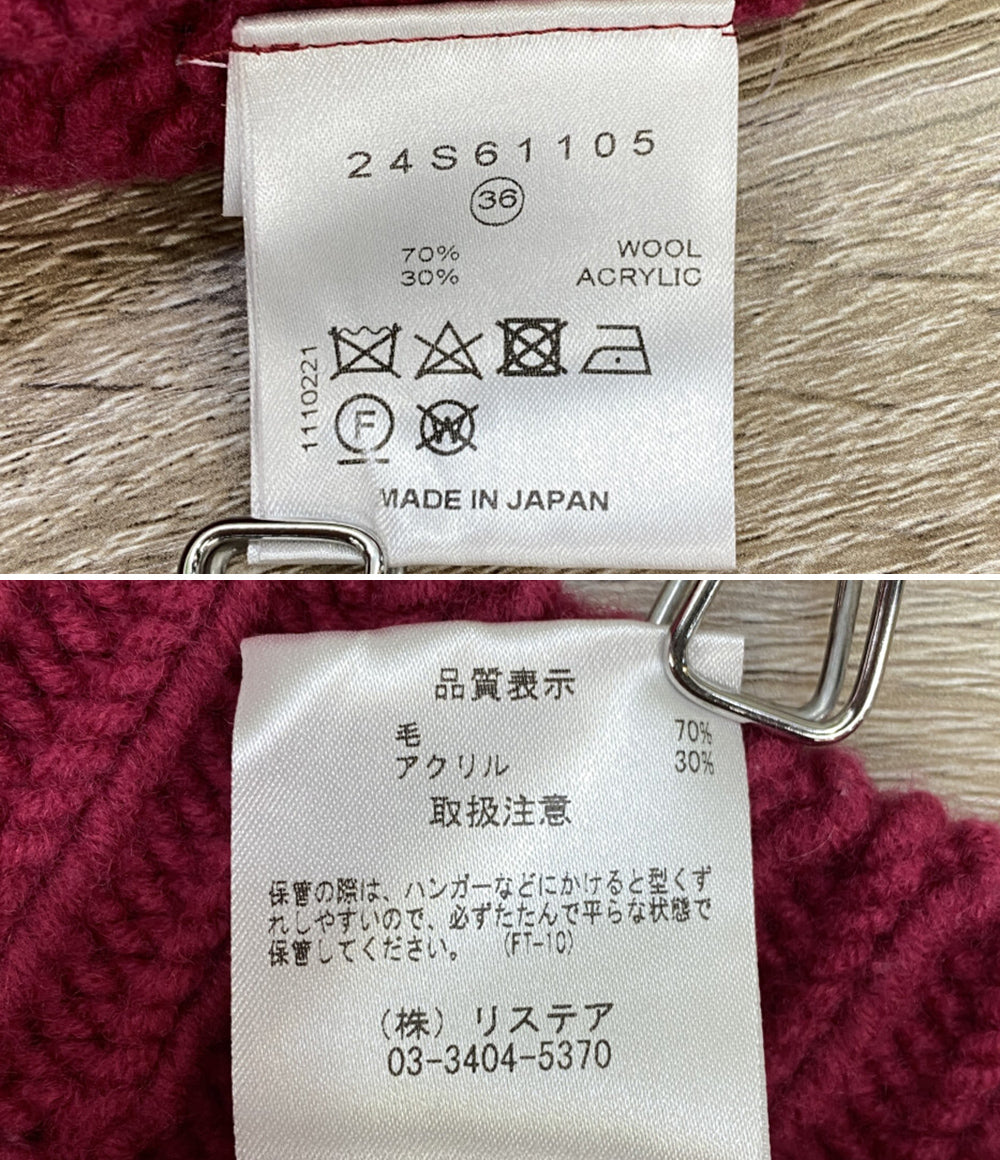 24S61105
36
70% WOOL
30% ACRYLIC
1110221
F W
MADE IN JAPAN
品質表示
毛 70%
アクリル 30%
取扱注意
保管の際は、ハンガーなどにかけると型くず
れしやすいので、必ずたたんで平らな状態で
保管してください。 (FT-10)
(株) リステア
03-3404-5370